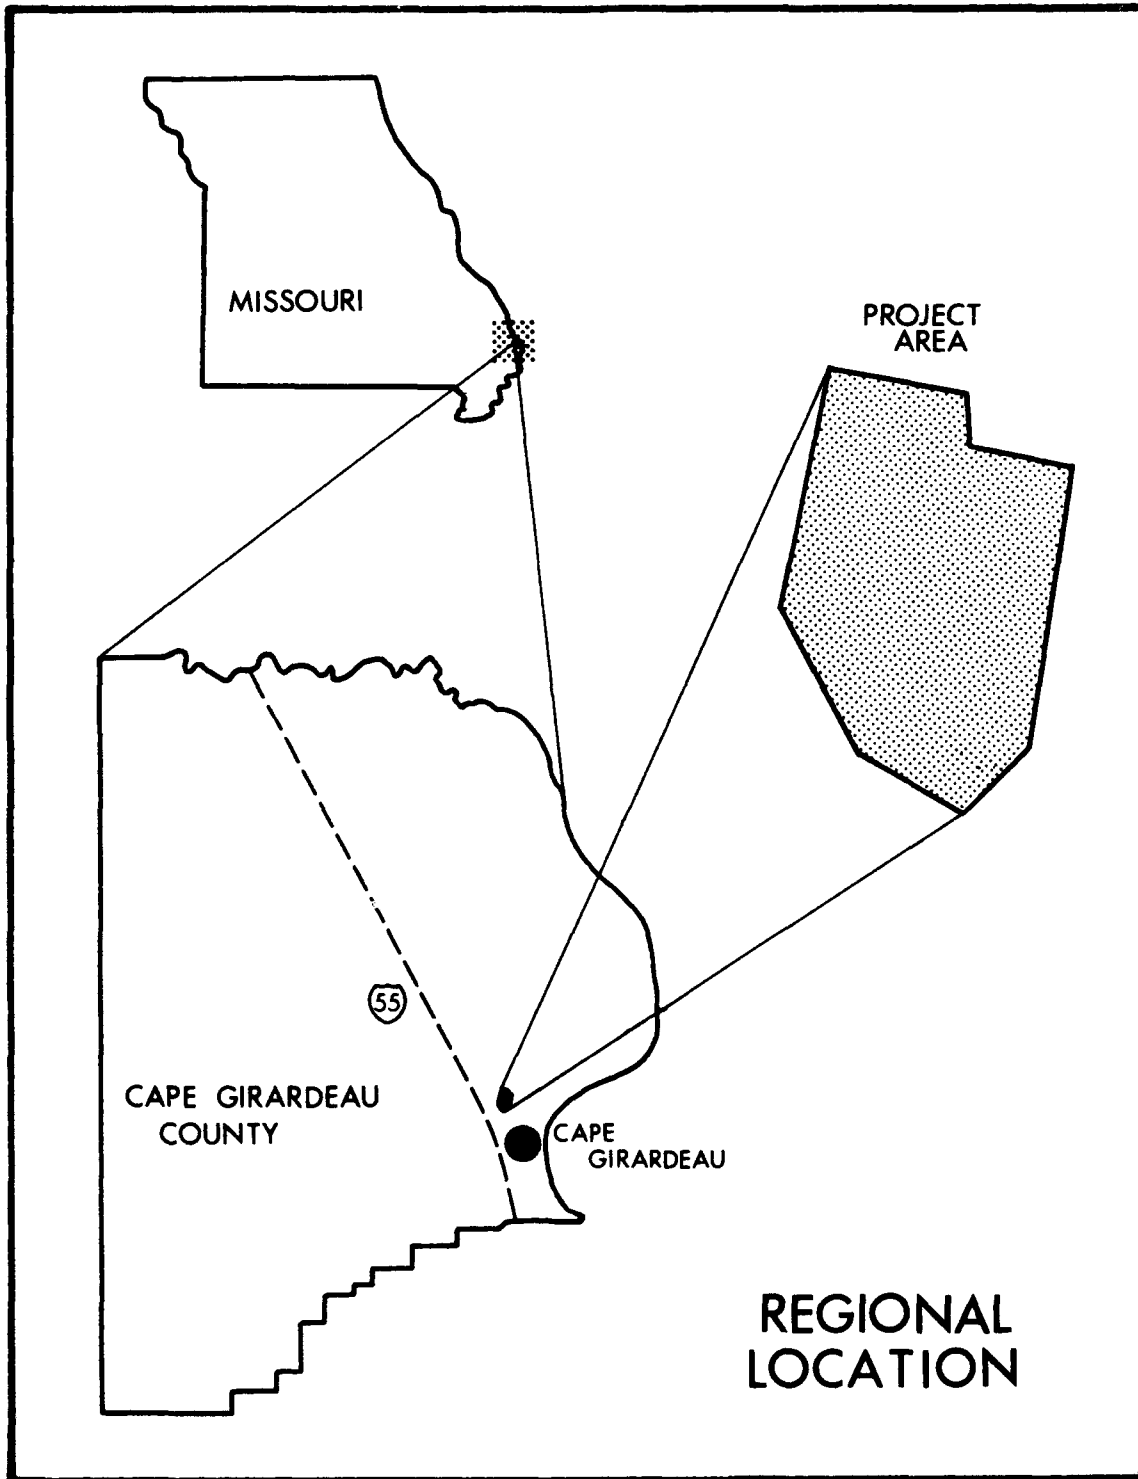 MISSOURI
PROJECT
AREA
55
CAPE GIRARDEAU
COUNTY
CAPE
GIRARDEAU
REGIONAL
LOCATION